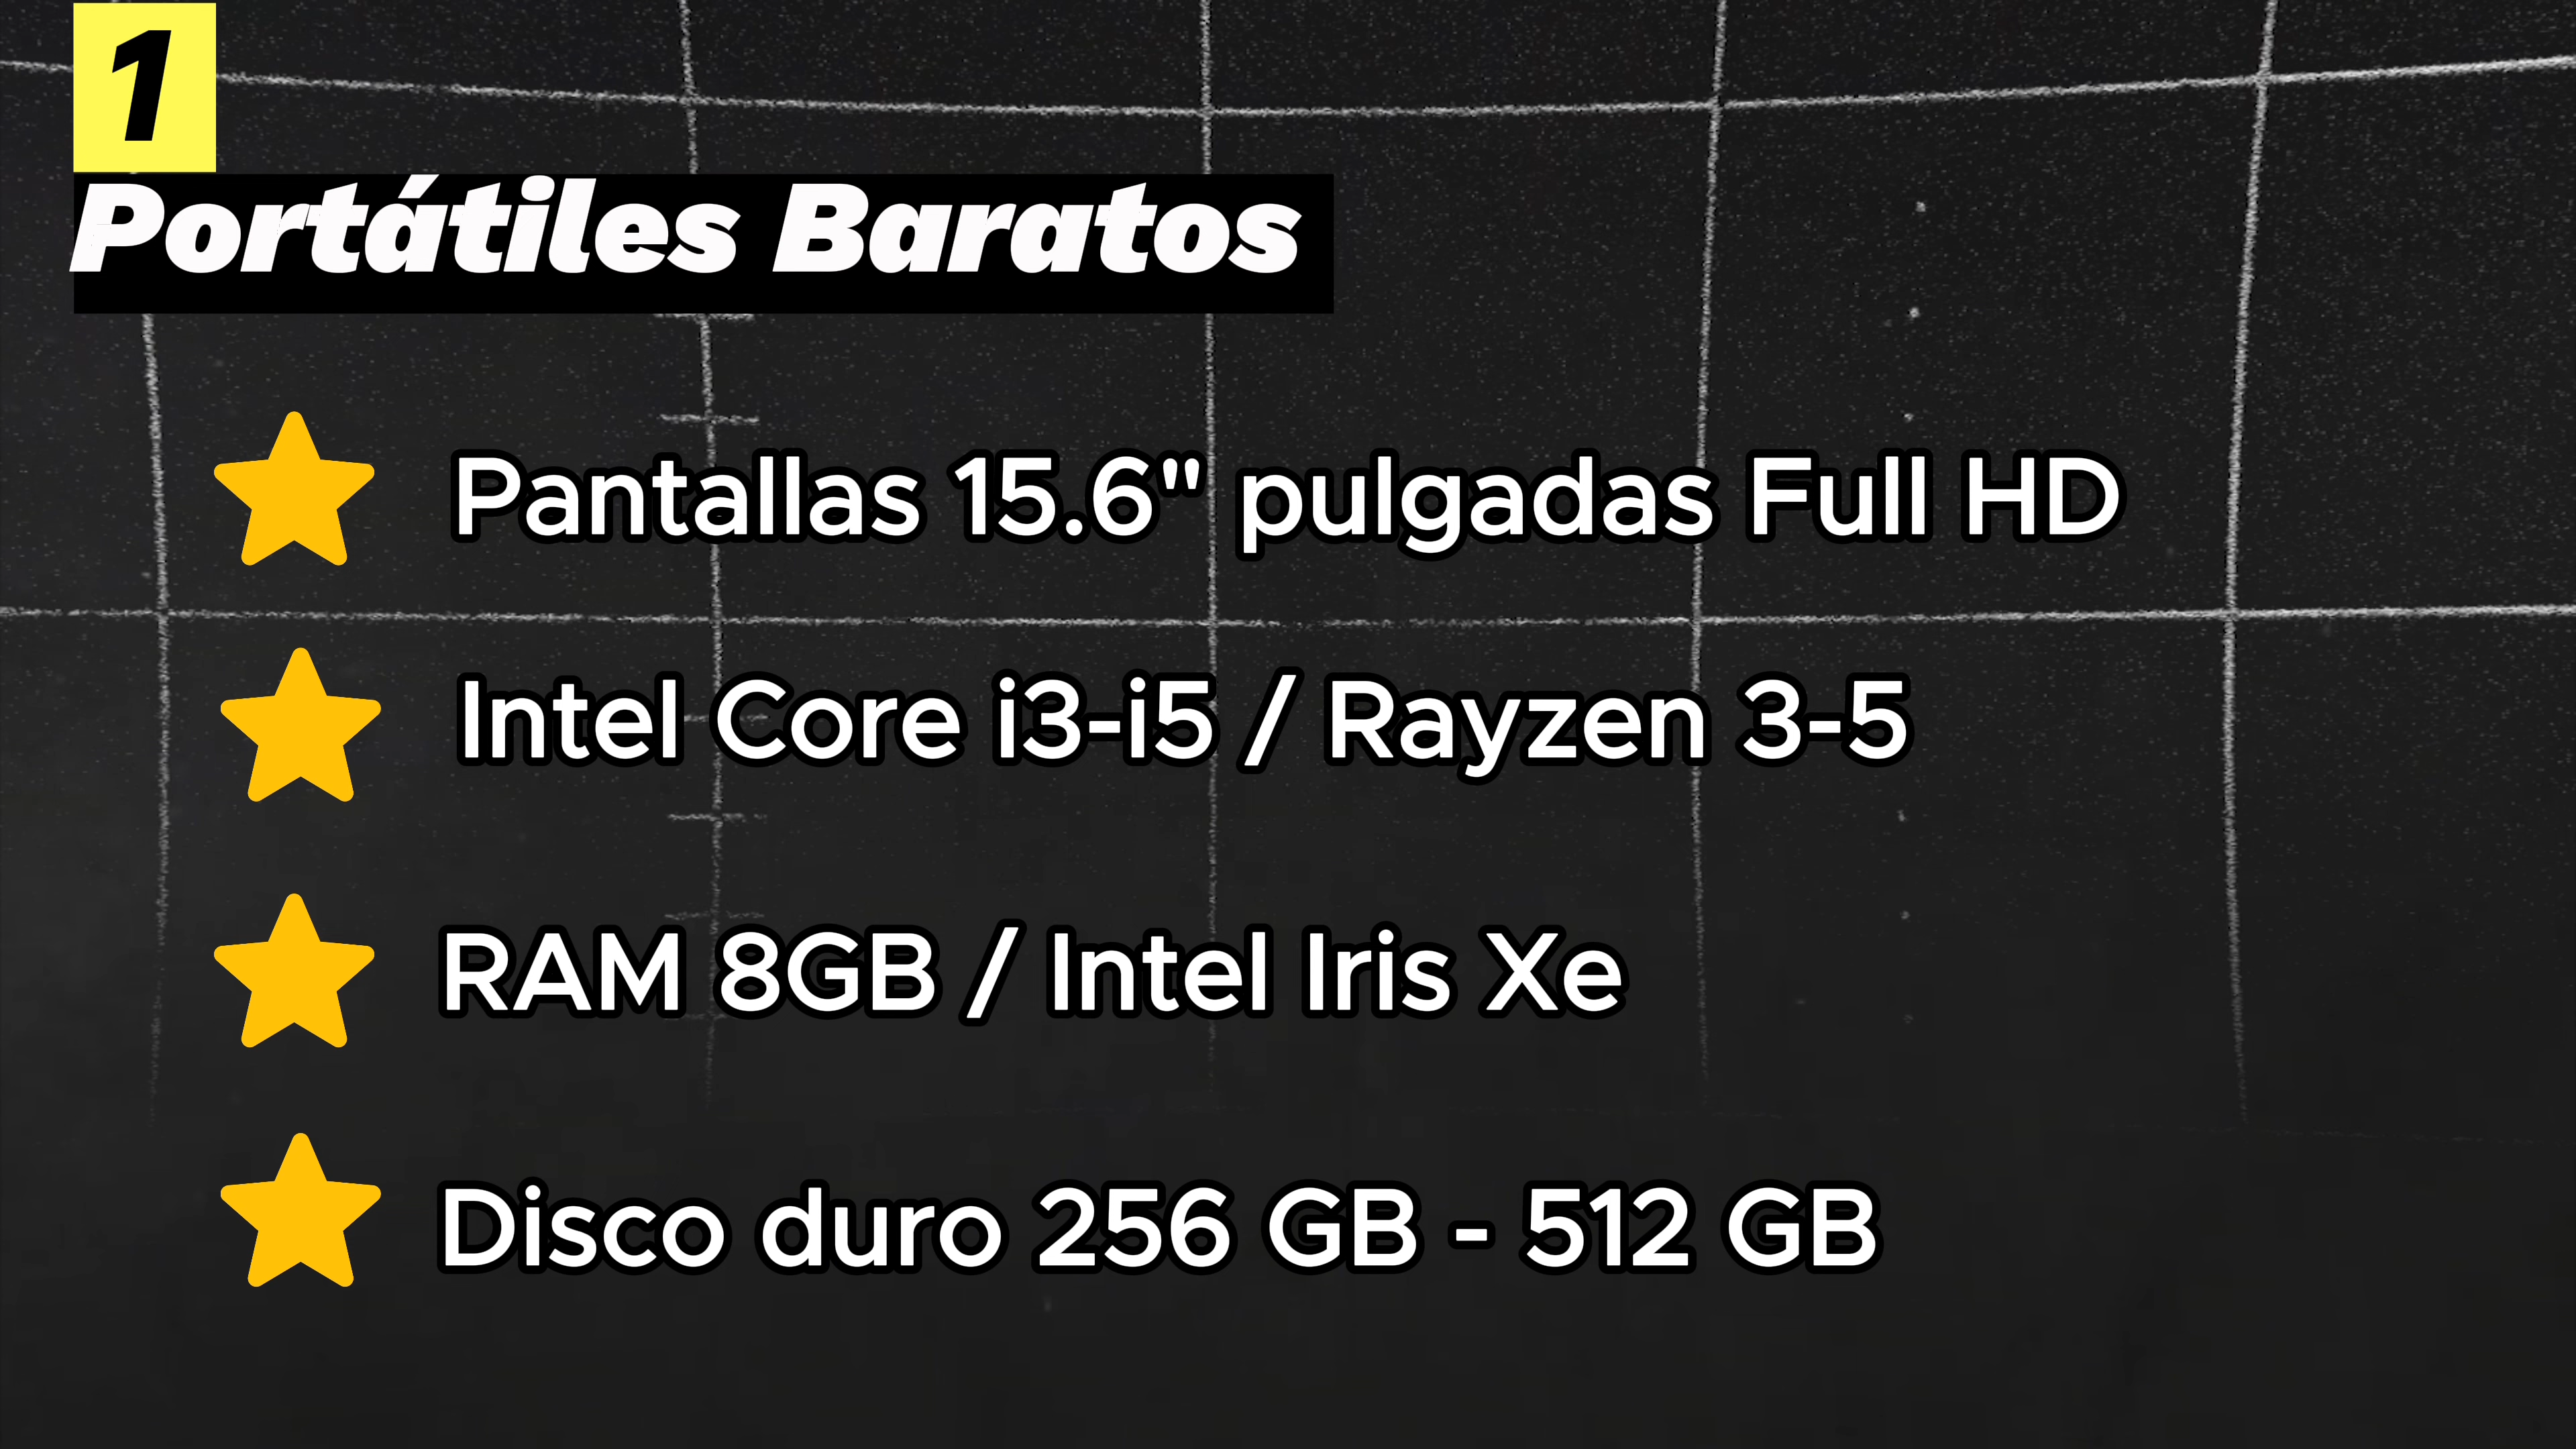 1
Portátiles Baratos
Pantallas 15.6" pulgadas Full HD
Intel Core i3-i5 / Rayzen 3-5
RAM 8GB / Intel Iris Xe
Disco duro 256 GB - 512 GB